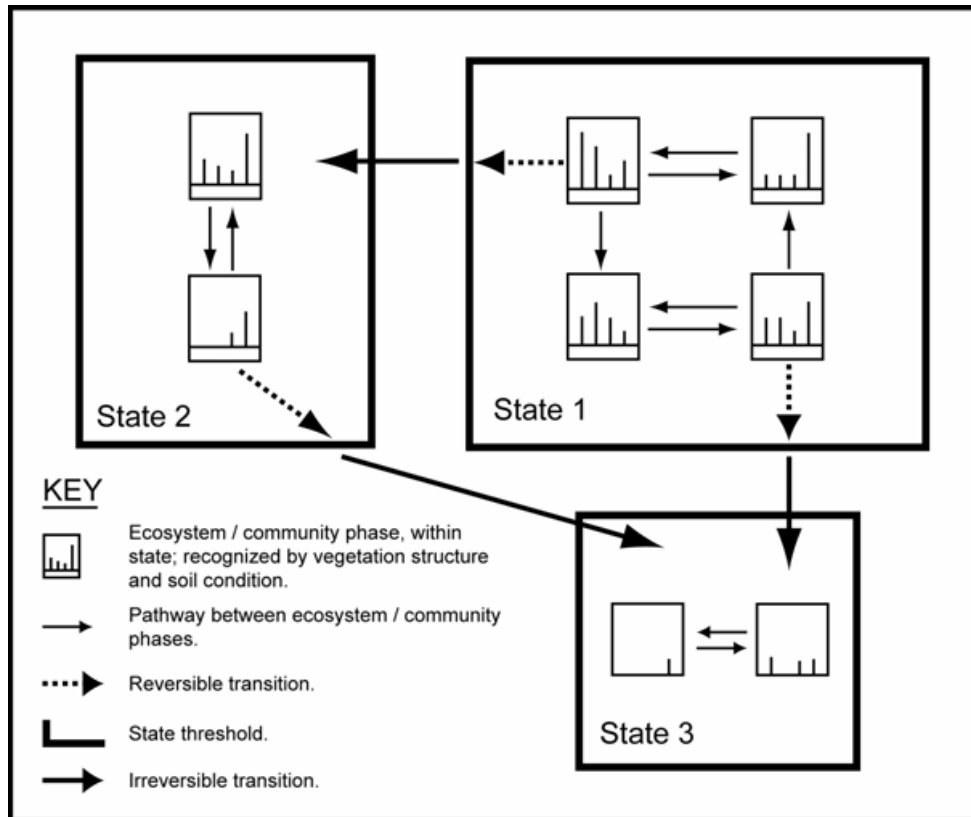 State 2
State 1
KEY
Ecosystem / community phase, within
state; recognized by vegetation structure
and soil condition.
Pathway between ecosystem / community
phases.
Reversible transition.
State threshold.
Irreversible transition.
State 3